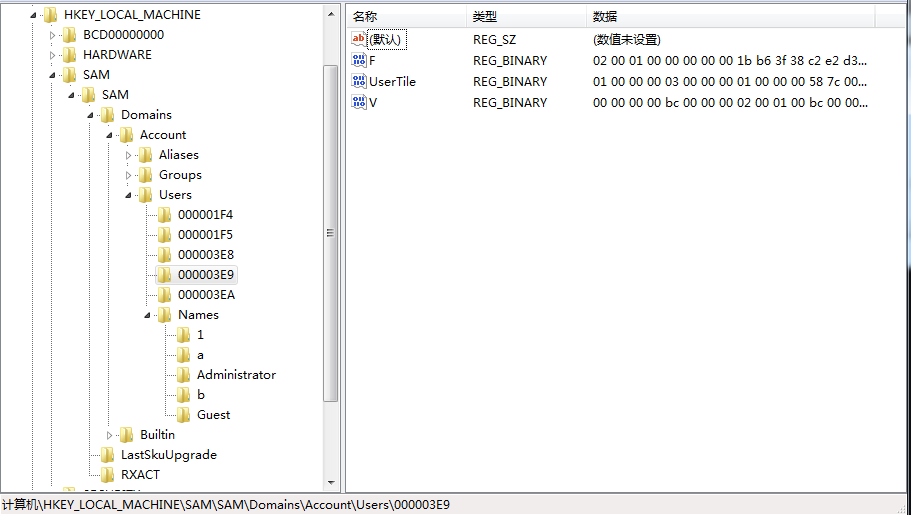 HKEY_LOCAL_MACHINE
BCD00000000
HARDWARE
SAM
SAM
Domains
Account
Aliases
Groups
Users
000001F4
000001F5
000003E8
000003E9
000003EA
Names
1
a
Administrator
b
Guest
Builtin
LastSkuUpgrade
RXACT
名称 类型 数据
(默认) REG_SZ (数值未设置)
F REG_BINARY 02 00 01 00 00 00 00 00 1b b6 3f 38 c2 e2 d3...
UserTile REG_BINARY 01 00 00 00 03 00 00 00 01 00 00 00 58 7c 00...
V REG_BINARY 00 00 00 00 bc 00 00 00 02 00 01 00 bc 00 00...
计算机\HKEY_LOCAL_MACHINE\SAM\SAM\Domains\Account\Users\000003E9